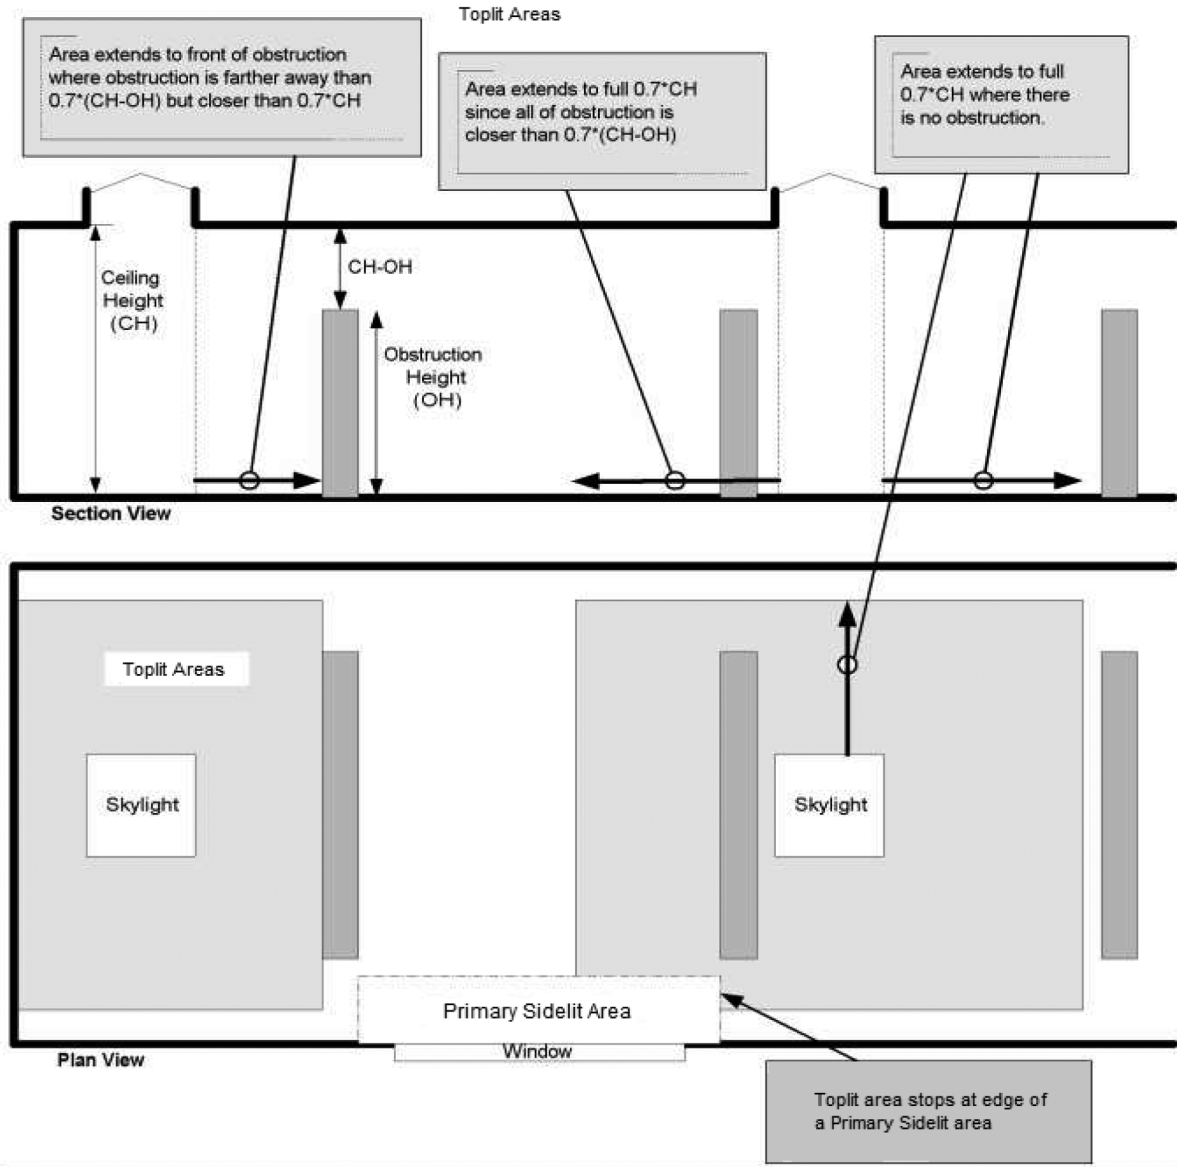 Toplit Areas
Area extends to front of obstruction
where obstruction is farther away than
0.7*(CH-OH) but closer than 0.7*CH
Area extends to full 0.7*CH
since all of obstruction is
closer than 0.7*(CH-OH)
Area extends to full
0.7*CH where there
is no obstruction.
CH-OH
Ceiling
Height
(CH)
Obstruction
Height
(OH)
Section View
Toplit Areas
Skylight
Skylight
Primary Sidelit Area
Window
Plan View
Toplit area stops at edge of
a Primary Sidelit area